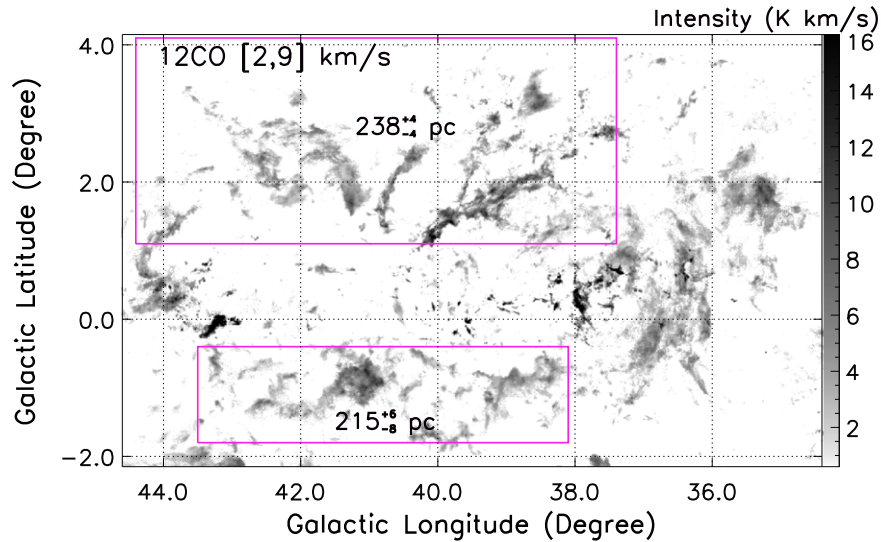 Intensity (K km/s)
4.0
12CO [2,9] km/s
16
14
238+4−4 pc
12
2.0
10
8
0.0
6
4
215+6−8 pc
2
−2.0
44.0 42.0 40.0 38.0 36.0
Galactic Longitude (Degree)
Galactic Latitude (Degree)